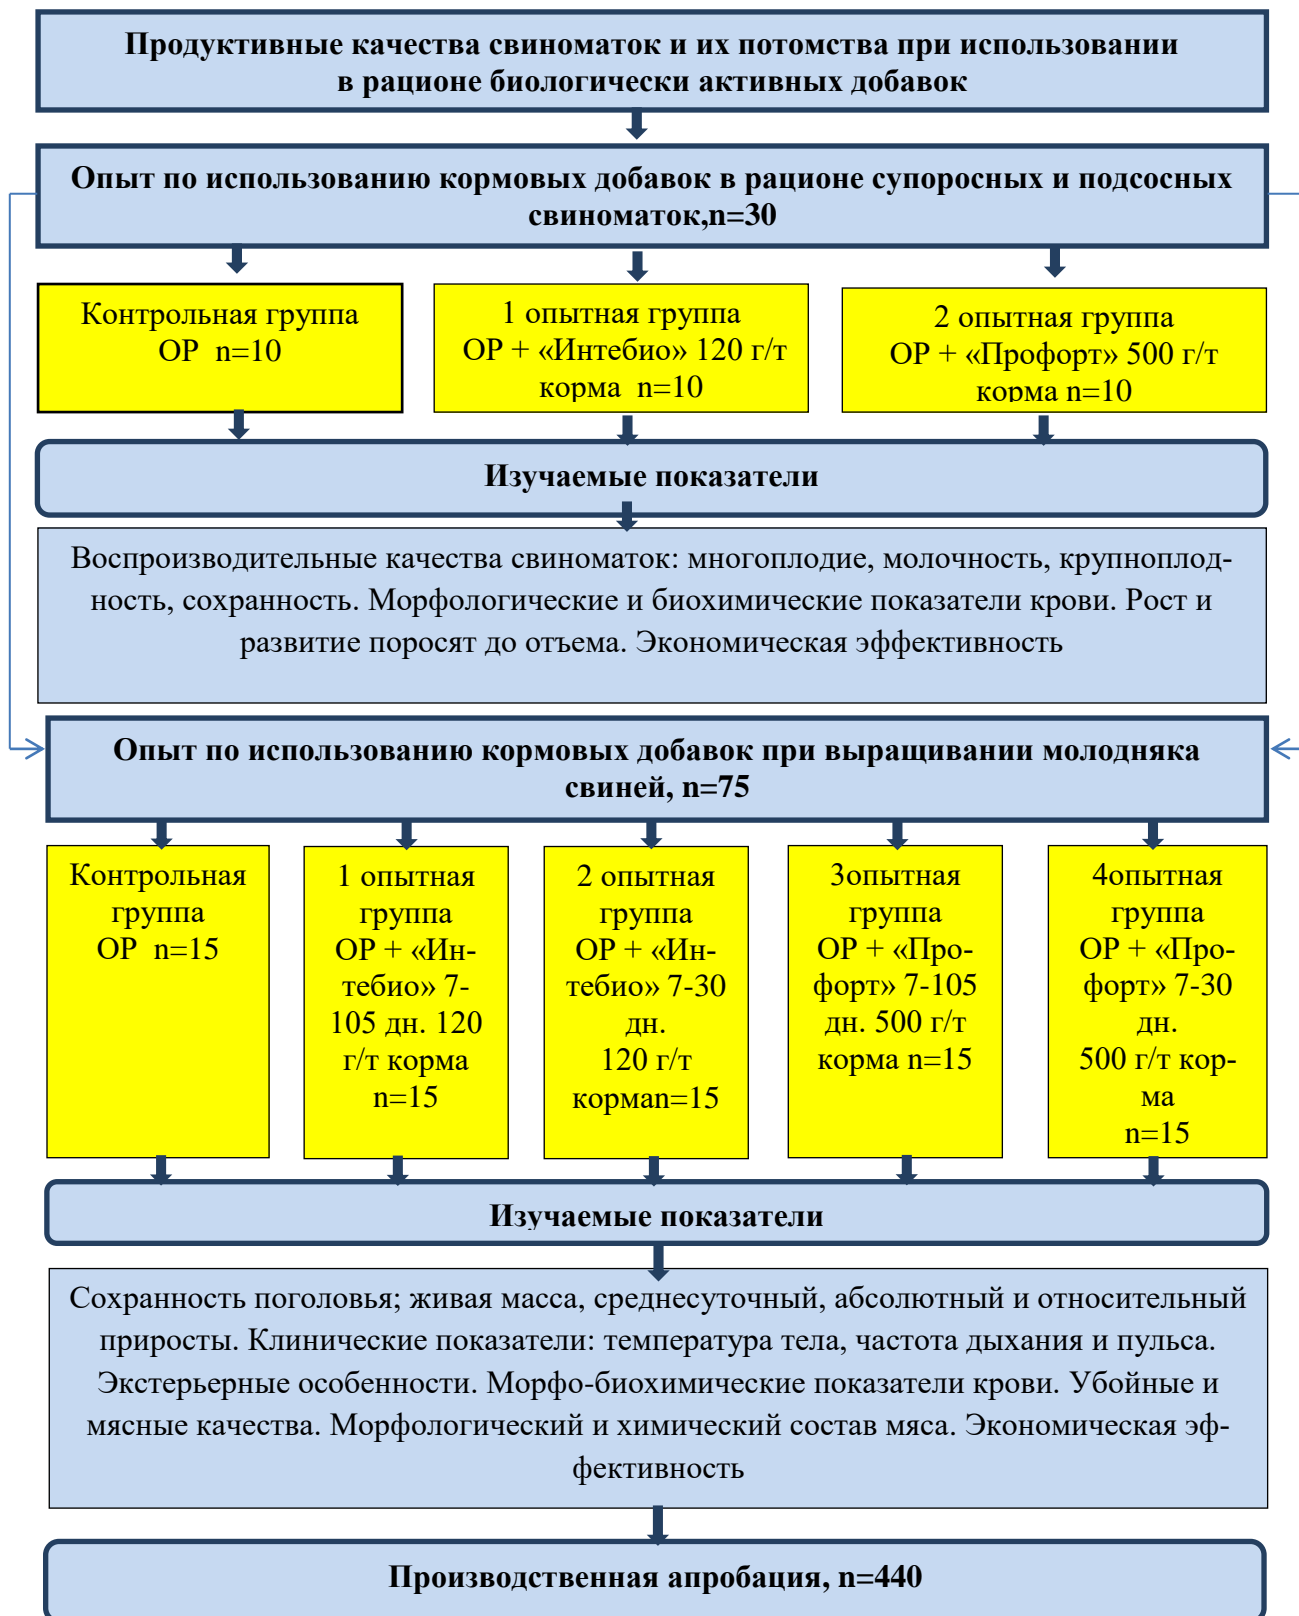 Продуктивные качества свиноматок и их потомства при использовании
в рационе биологически активных добавок
Опыт по использованию кормовых добавок в рационе супоросных и подсосных
свиноматок,n=30
Контрольная группа
ОР  n=10
1 опытная группа
ОР + «Интебио» 120 г/т
корма  n=10
2 опытная группа
ОР + «Профорт» 500 г/т
корма n=10
Изучаемые показатели
Воспроизводительные качества свиноматок: многоплодие, молочность, крупноплод-
ность, сохранность. Морфологические и биохимические показатели крови. Рост и
развитие поросят до отъема. Экономическая эффективность
Опыт по использованию кормовых добавок при выращивании молодняка
свиней, n=75
Контрольная
группа
ОР  n=15
1 опытная
группа
ОР + «Ин-
тебио» 7-
105 дн. 120
г/т корма
n=15
2 опытная
группа
ОР + «Ин-
тебио» 7-30
дн.
120 г/т
кормаn=15
3опытная
группа
ОР + «Про-
форт» 7-105
дн. 500 г/т
корма n=15
4опытная
группа
ОР + «Про-
форт» 7-30
дн.
500 г/т кор-
ма
n=15
Изучаемые показатели
Сохранность поголовья; живая масса, среднесуточный, абсолютный и относительный
приросты. Клинические показатели: температура тела, частота дыхания и пульса.
Экстерьерные особенности. Морфо-биохимические показатели крови. Убойные и
мясные качества. Морфологический и химический состав мяса. Экономическая эф-
фективность
Производственная апробация, n=440